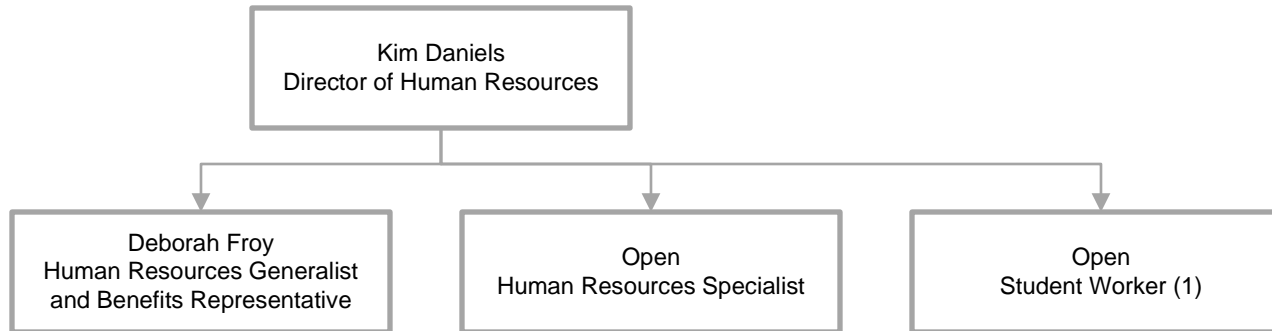 Kim Daniels
Director of Human Resources
Deborah Froy
Human Resources Generalist
and Benefits Representative
Open
Human Resources Specialist
Open
Student Worker (1)